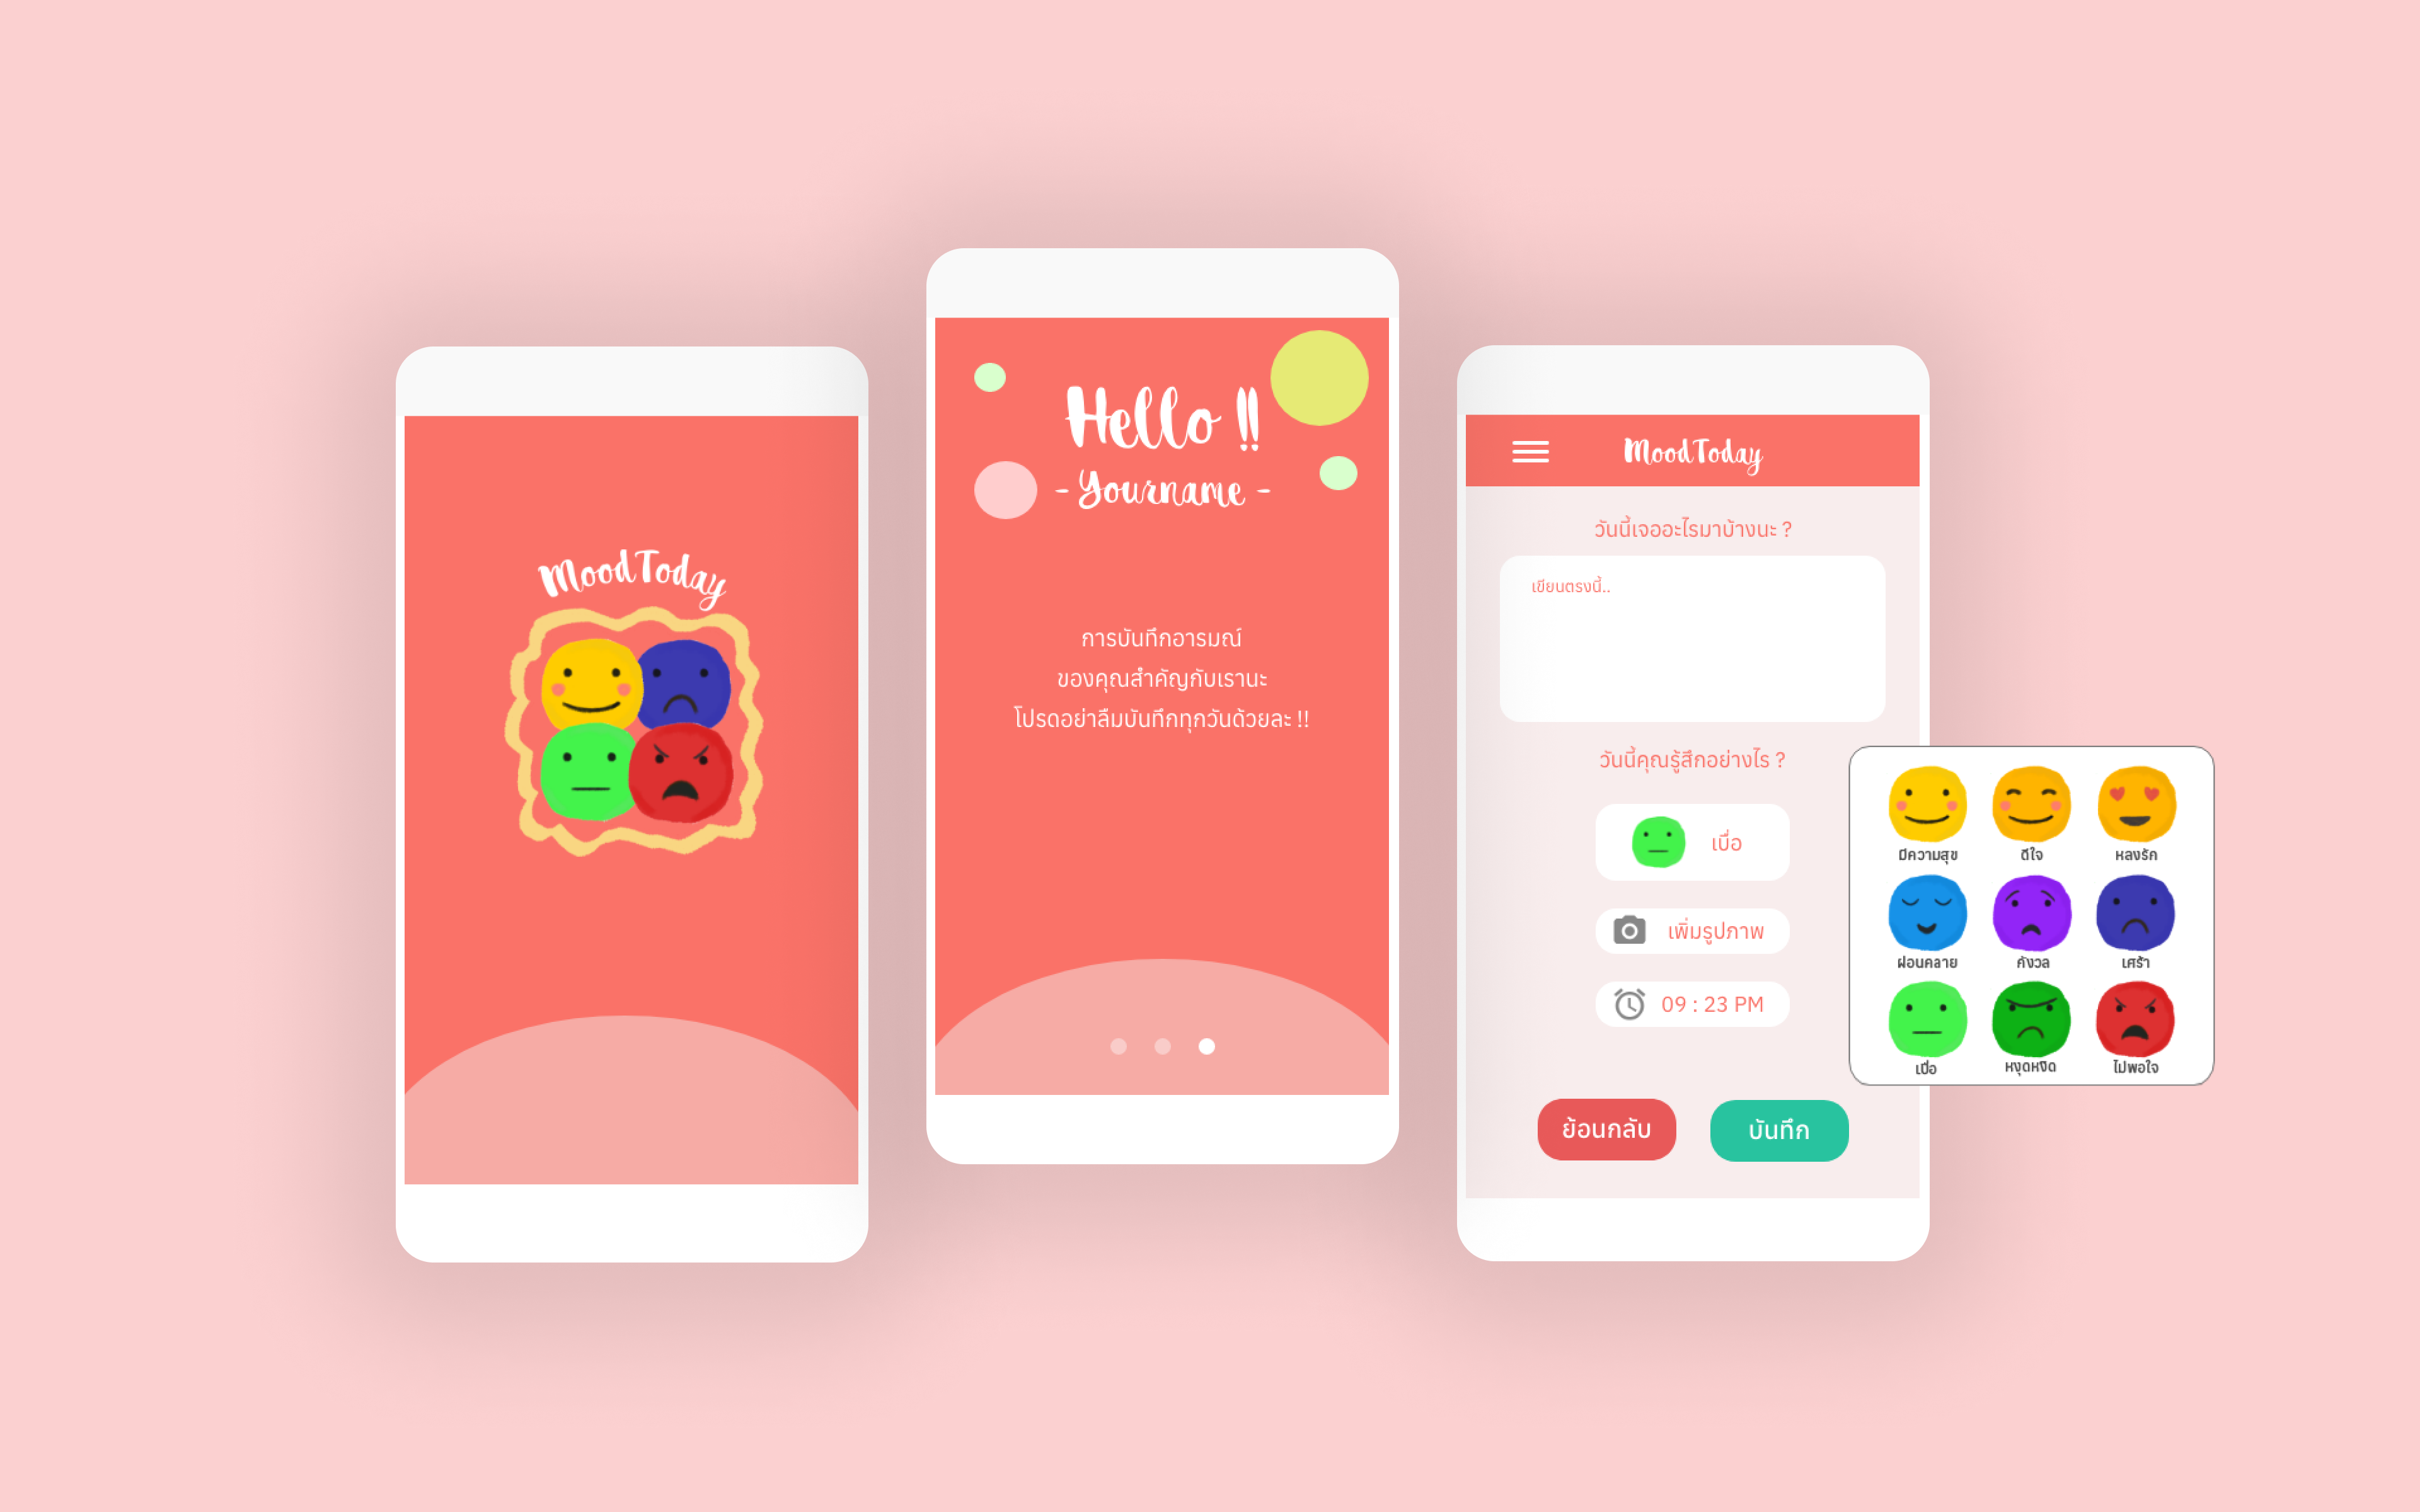 MoodToday
Hello !!
- Yourname -
การบันทึกอารมณ์
ของคุณสำคัญกับเรานะ
โปรดอย่าลืมบันทึกทุกวันด้วยละ !!
MoodToday
วันนี้เจออะไรมาบ้างนะ ?
เขียนตรงนี้..
วันนี้คุณรู้สึกอย่างไร ?
เบื่อ
เพิ่มรูปภาพ
09 : 23 PM
ย้อนกลับ บันทึก
มีความสุข ดีใจ หลงรัก
ผ่อนคลาย กังวล เศร้า
เบื่อ หงุดหงิด ไม่พอใจ